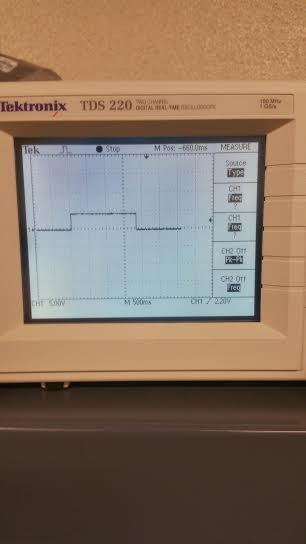 Tektronix TDS 220 TWO CHANNEL DIGITAL REAL-TIME OSCILLOSCOPE 100 MHz 1 GS/s
Tek Stop M Pos: -660.0ms MEASURE
Source
Type
CH1
Freq
?
CH1
Freq
?
CH2 Off
Pk-Pk
CH2 Off
Freq
CH1 5.00V M 500ms CH1 2.20V